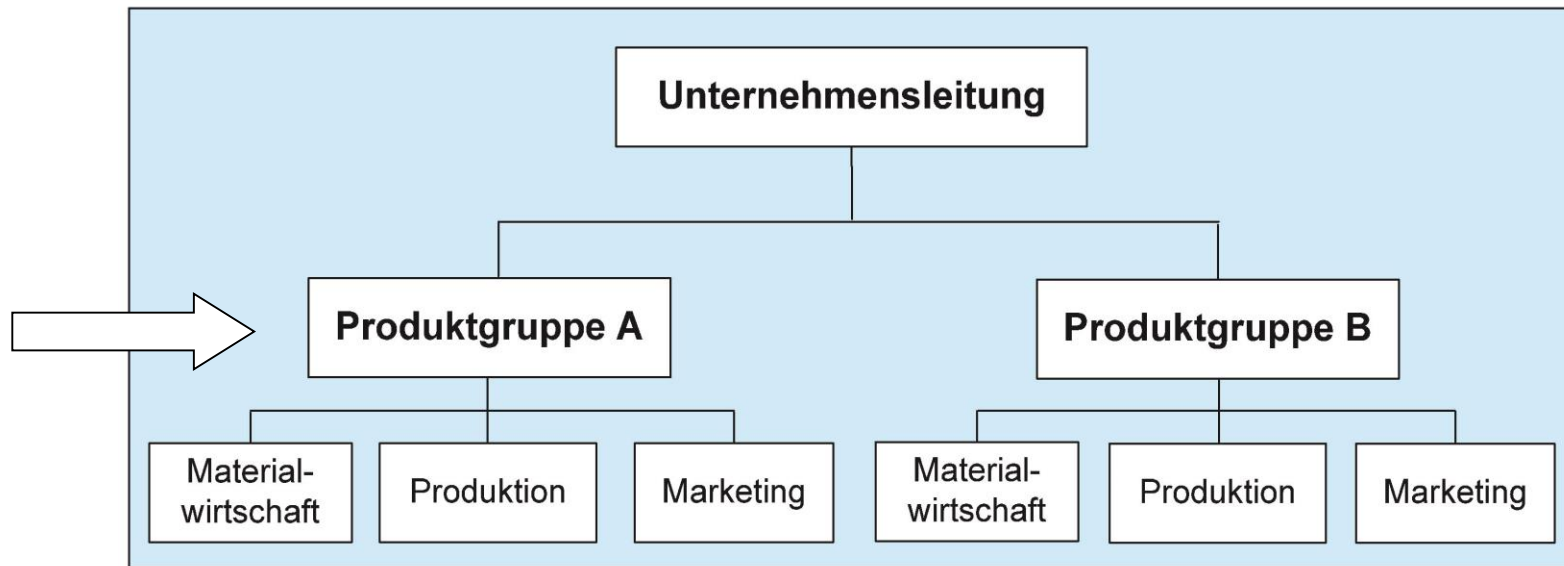 Unternehmensleitung
Produktgruppe A
Produktgruppe B
Material-
wirtschaft
Produktion
Marketing
Material-
wirtschaft
Produktion
Marketing